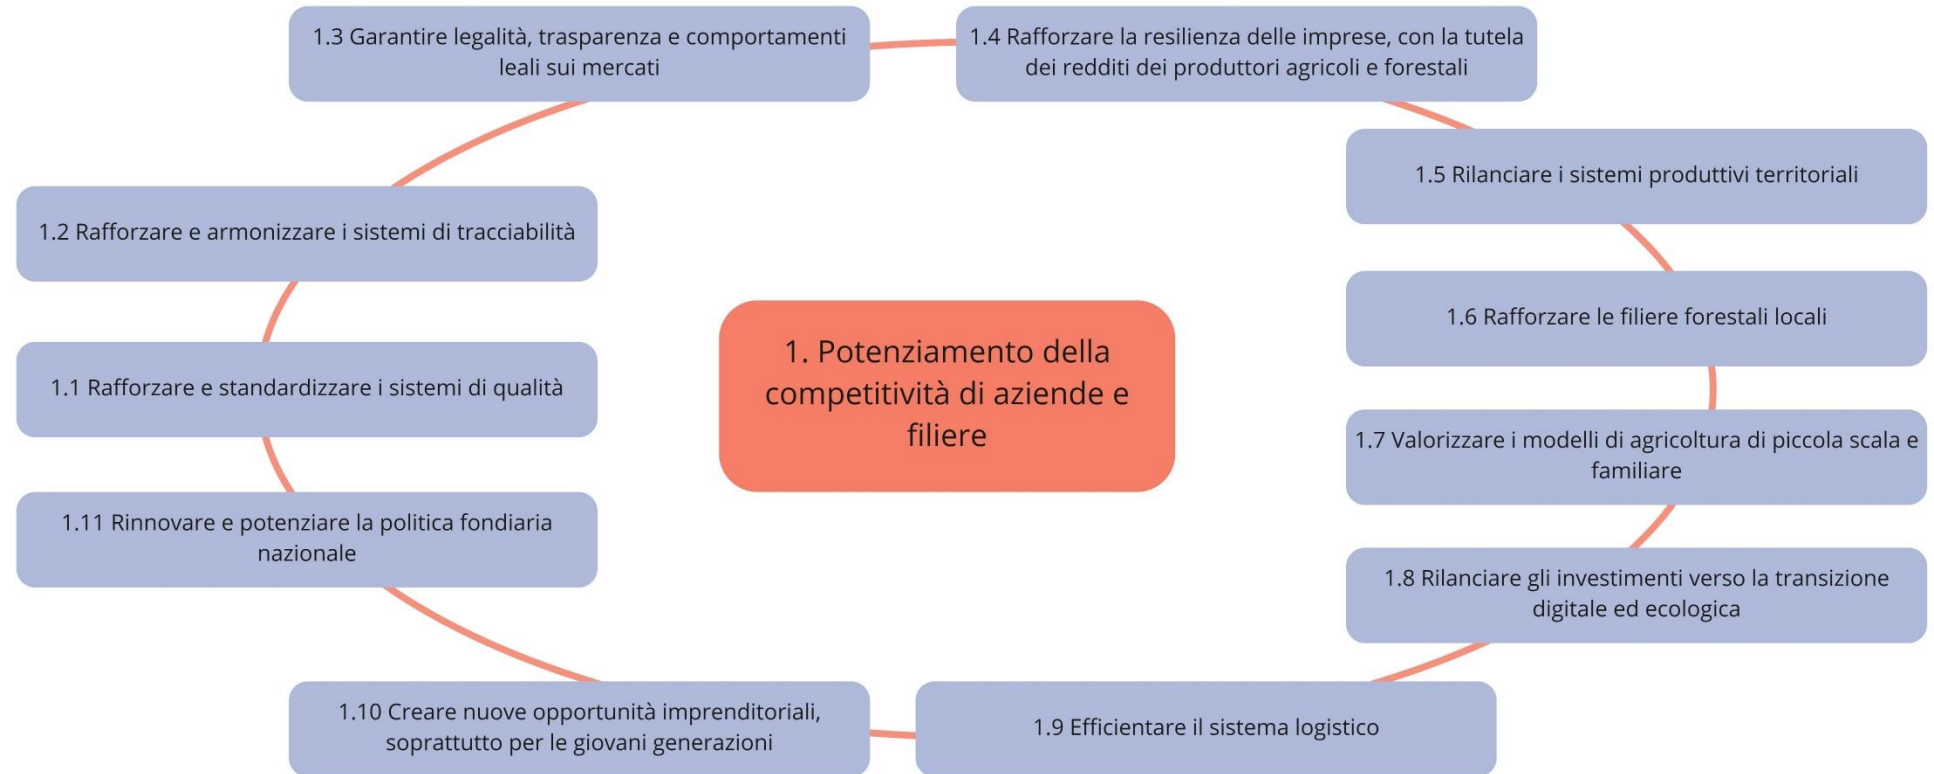 1.3 Garantire legalità, trasparenza e comportamenti
leali sui mercati
1.4 Rafforzare la resilienza delle imprese, con la tutela
dei redditi dei produttori agricoli e forestali
1.5 Rilanciare i sistemi produttivi territoriali
1.2 Rafforzare e armonizzare i sistemi di tracciabilità
1.6 Rafforzare le filiere forestali locali
1. Potenziamento della
competitività di aziende e
filiere
1.1 Rafforzare e standardizzare i sistemi di qualità
1.7 Valorizzare i modelli di agricoltura di piccola scala e
familiare
1.11 Rinnovare e potenziare la politica fondiaria
nazionale
1.8 Rilanciare gli investimenti verso la transizione
digitale ed ecologica
1.10 Creare nuove opportunità imprenditoriali,
soprattutto per le giovani generazioni
1.9 Efficientare il sistema logistico